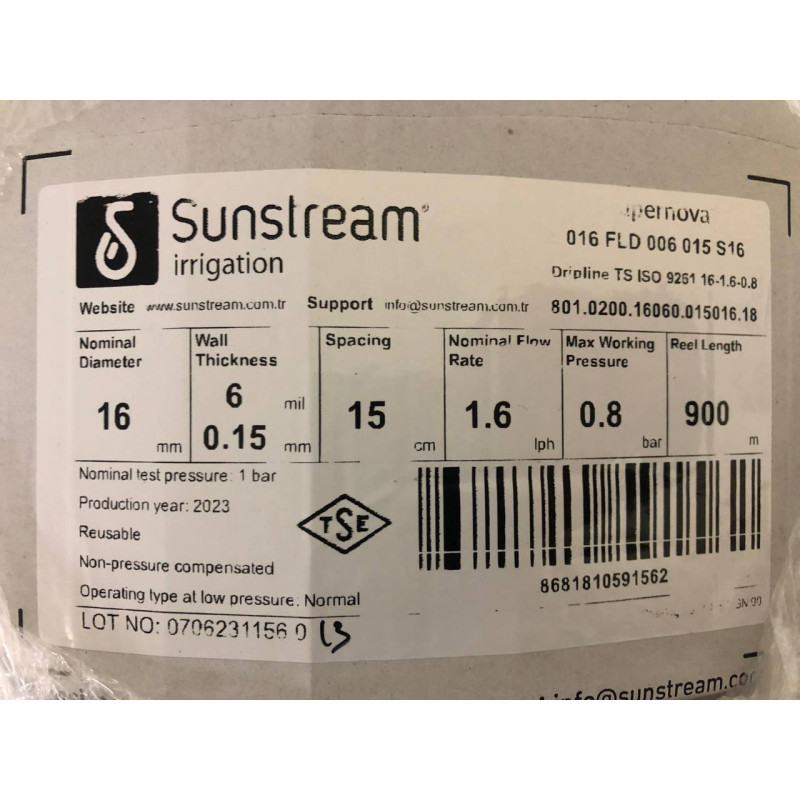 Sunstream
irrigation
016 FLD 006 015 S16
Dripline TS ISO 9261 16-1.6-0.8
Website www.sunstream.com.tr Support info@sunstream.com.tr 801.0200.16060.015016.18
Nominal Diameter
16 mm
Wall Thickness
6 mil
0.15 mm
Spacing
15 cm
Nominal Flow Rate
1.6 lph
Max Working Pressure
0.8 bar
Reel Length
900 m
Nominal test pressure: 1 bar
Production year: 2023
Reusable
Non-pressure compensated
Operating type at low pressure: Normal
LOT NO: 0706231156 0 L3
TSE
8681810591562
info@sunstream.co